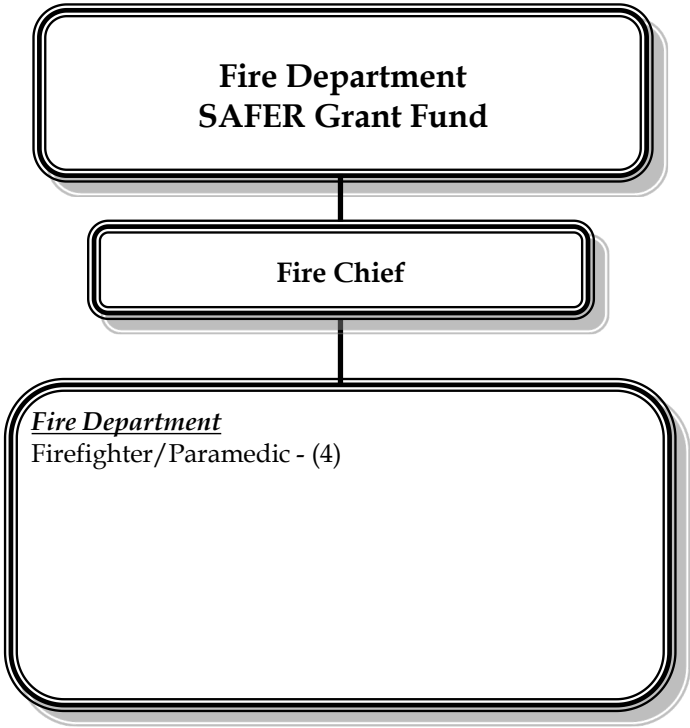 Fire Department
SAFER Grant Fund
Fire Chief
Fire Department
Firefighter/Paramedic - (4)